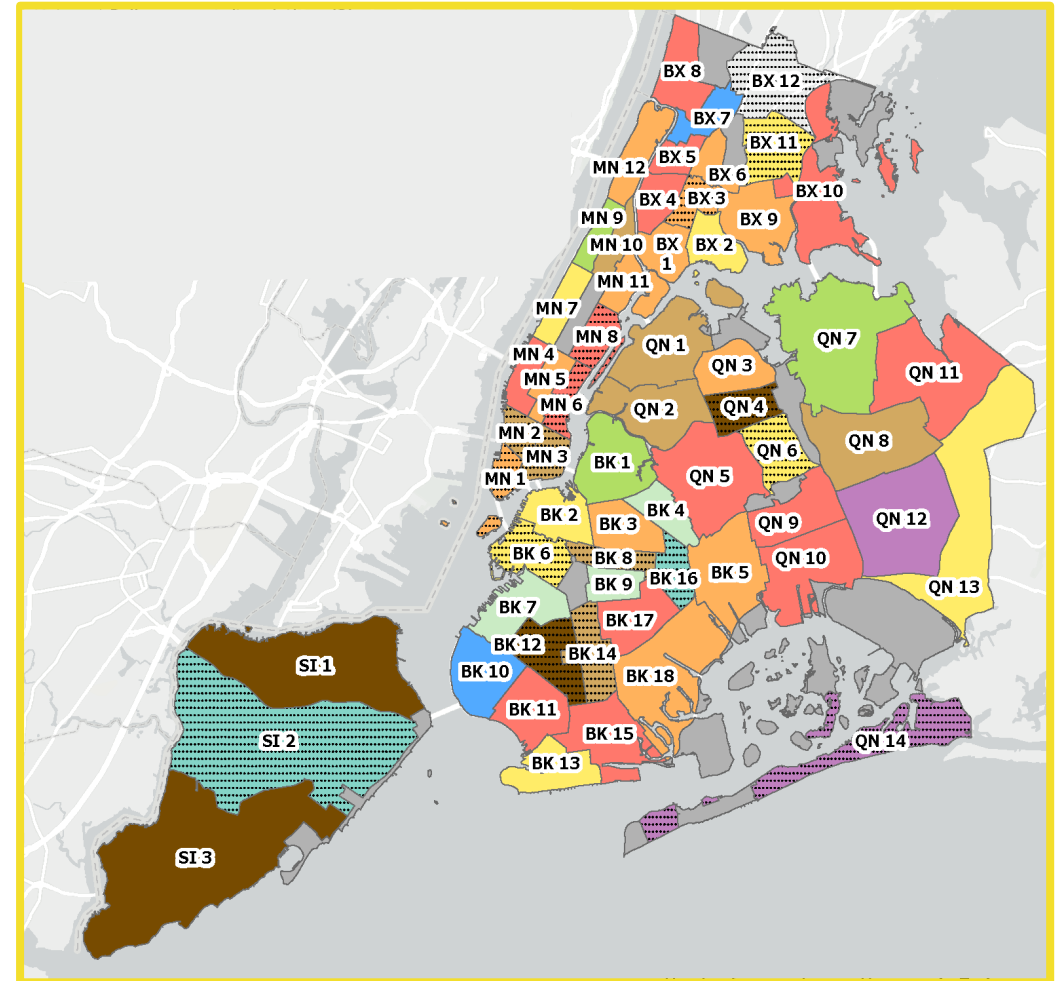 BX 8
BX 12
BX 7
BX 11
BX 5
MN 12
BX 6
BX 10
BX 4
BX 3
MN 9
BX 9
MN 10
BX
1
BX 2
MN 11
MN 7
MN 8
QN 7
QN 1
MN 4
QN 3
QN 11
MN 5
MN 6
QN 4
QN 2
MN 2
QN 8
QN 6
MN 3
BK 1
MN 1
QN 5
BK 4
BK 2
BK 3
QN 9
QN 12
BK 6
BK 8
QN 10
BK 5
BK 16
BK 9
QN 13
BK 7
BK 17
BK 12
BK 14
SI 1
BK 10
BK 18
BK 11
BK 15
SI 2
QN 14
BK 13
SI 3